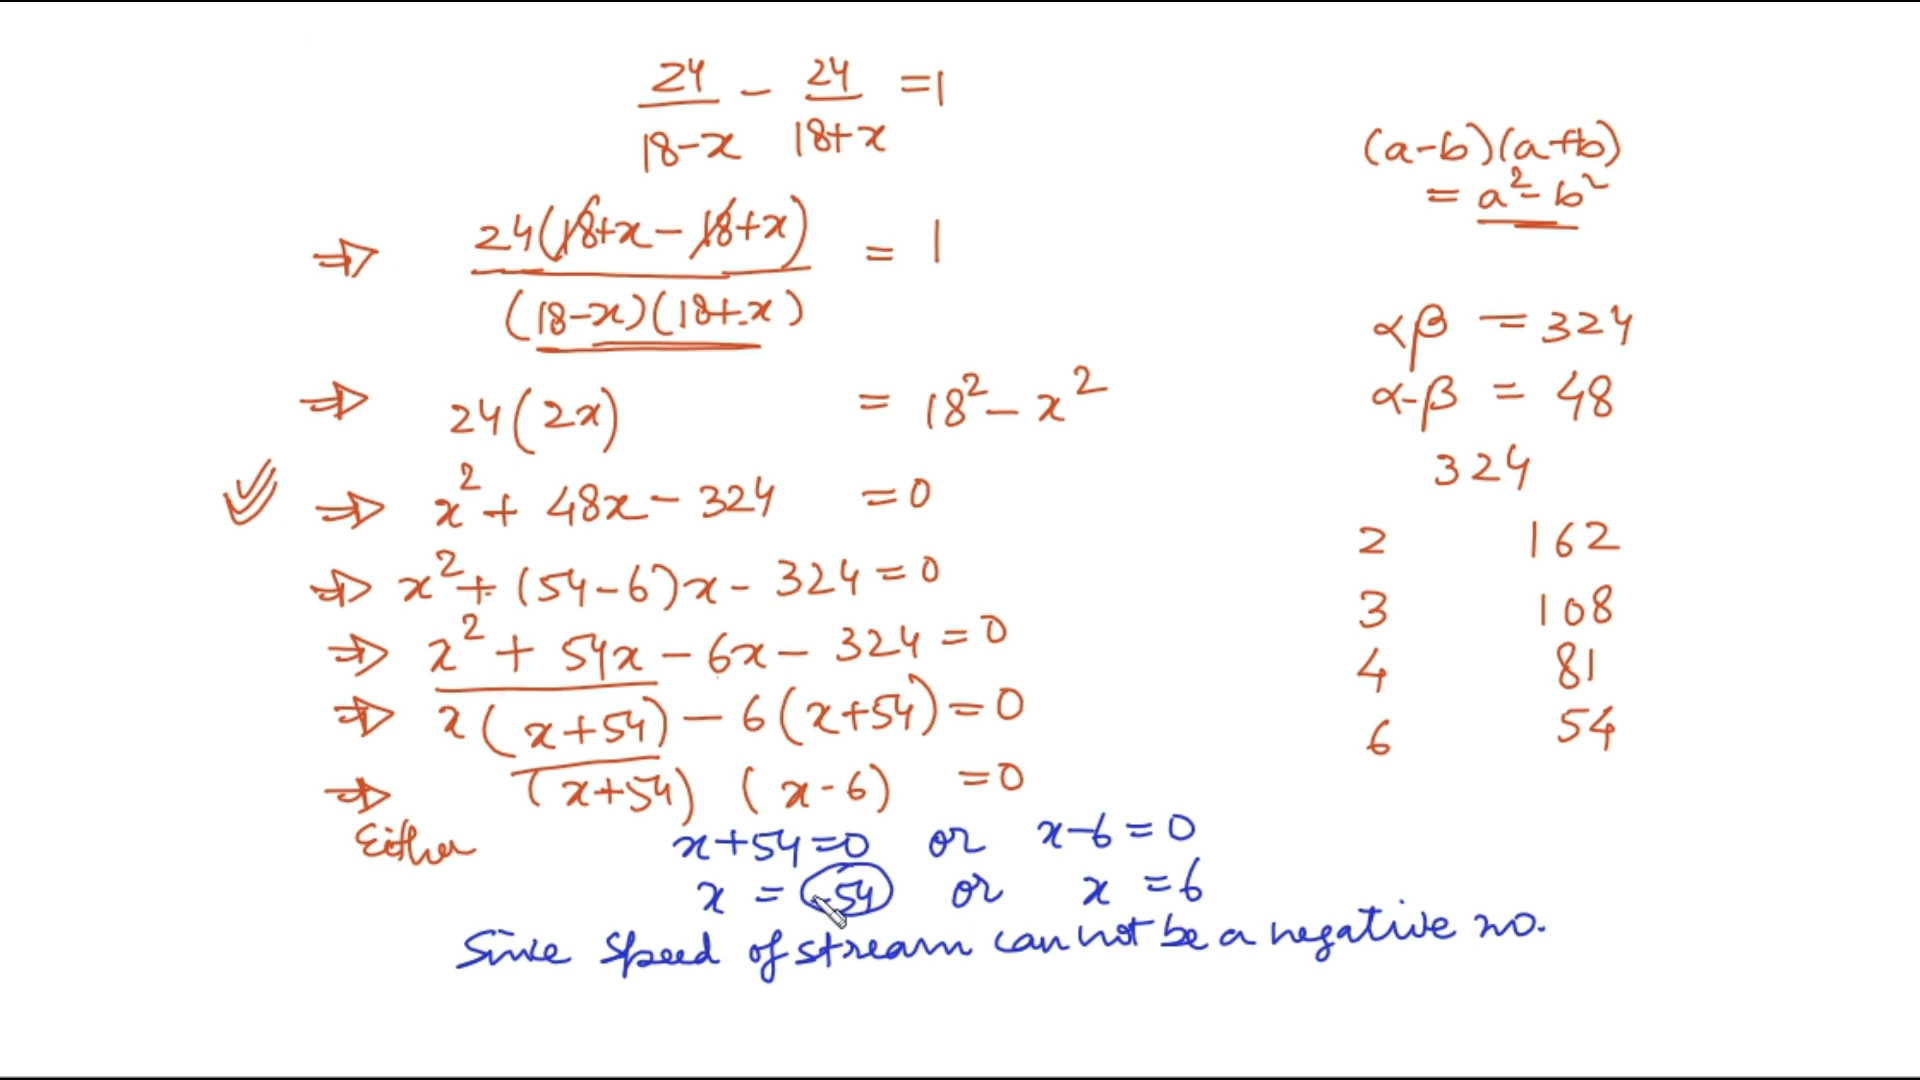 24/18-x - 24/18+x =1
⇒ 24(18+x-18+x)/(18-x)(18+x) = 1
⇒ 24(2x) = 18² - x²
⇒ x² + 48x - 324 =0
⇒ x² + (54-6)x - 324 =0
⇒ x² + 54x - 6x - 324 =0
⇒ x(x+54) - 6(x+54) =0
⇒ (x+54) (x-6) =0
Either x+54=0 or x-6=0
x = -54 or x =6
Since Speed of stream cannot be a negative no.
(a-b)(a+b)
= a² - b²
αβ = 324
α-β = 48
324
2 162
3 108
4 81
6 54